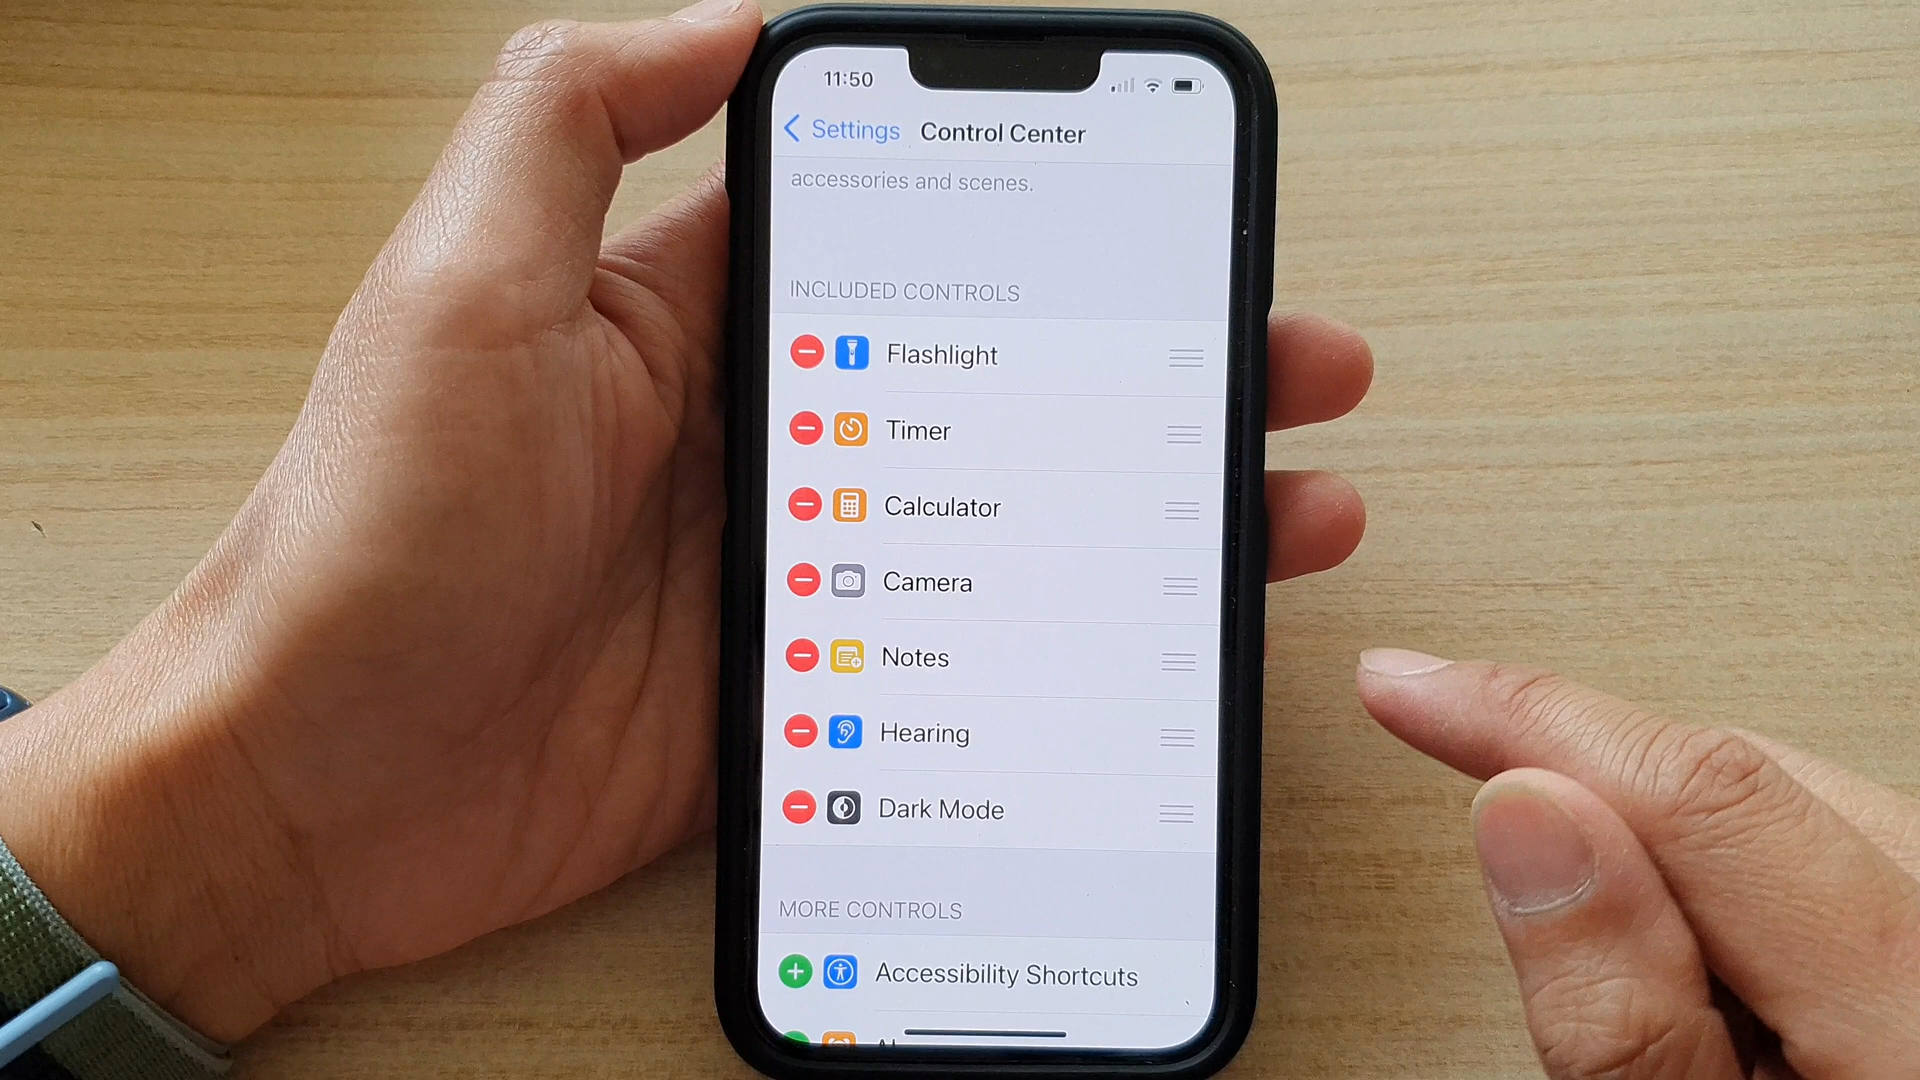 11:50
Settings Control Center
accessories and scenes.
INCLUDED CONTROLS
Flashlight
Timer
Calculator
Camera
Notes
Hearing
Dark Mode
MORE CONTROLS
Accessibility Shortcuts